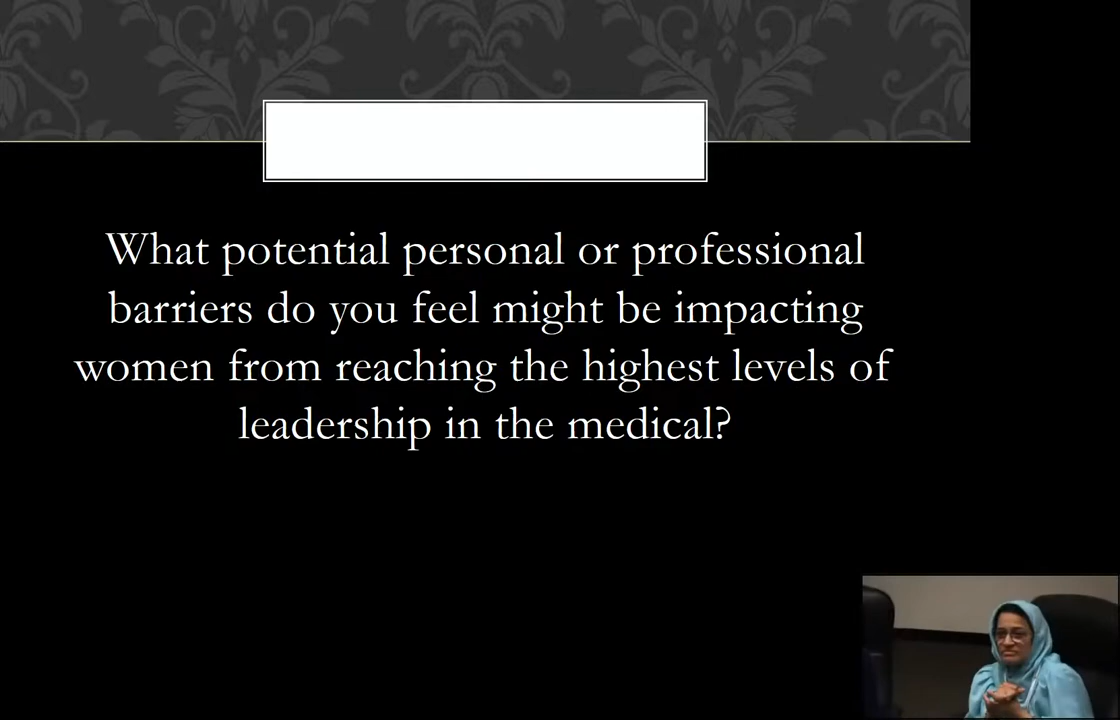 What potential personal or professional
barriers do you feel might be impacting
women from reaching the highest levels of
leadership in the medical?